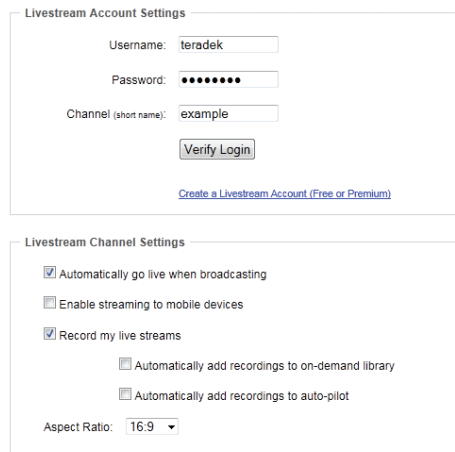 Livestream Account Settings
Username: teradek
Password: ●●●●●●●●
Channel (short name): example
Verify Login
Create a Livestream Account (Free or Premium)
Livestream Channel Settings
Automatically go live when broadcasting
Enable streaming to mobile devices
Record my live streams
Automatically add recordings to on-demand library
Automatically add recordings to auto-pilot
Aspect Ratio: 16:9